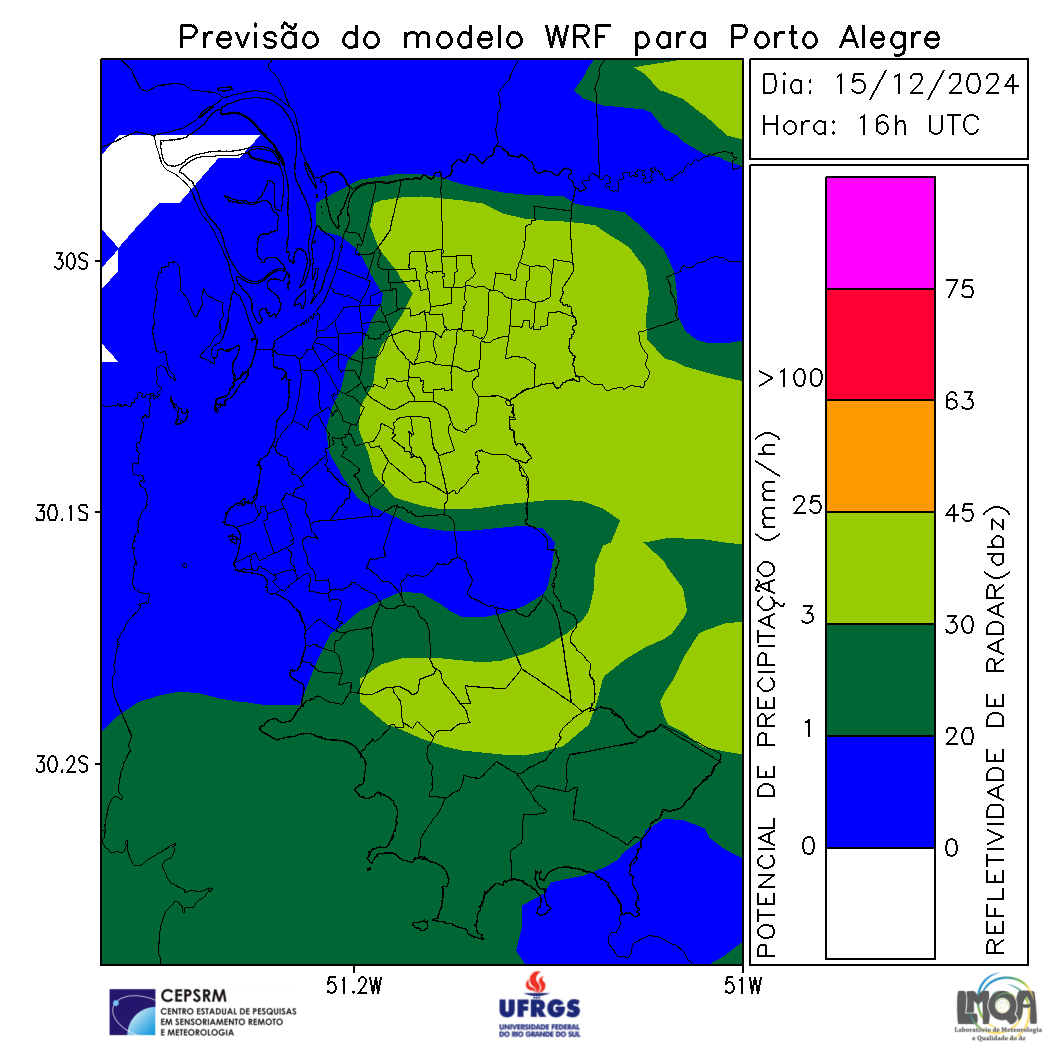 Previsão do modelo WRF para Porto Alegre
Dia: 15/12/2024
Hora: 16h UTC
30S
30.1S
30.2S
51.2W
51W
POTENCIAL DE PRECIPITAÇÃO (mm/h)
>100
25
3
1
0
75
63
45
30
20
0
REFLETIVIDADE DE RADAR(dbz)
CEPSRM
CENTRO ESTADUAL DE PESQUISAS
EM SENSORIAMENTO REMOTO
E METEOROLOGIA
UFRGS
UNIVERSIDADE FEDERAL
DO RIO GRANDE DO SUL
LMQA
Laboratório de Meteorologia
e Qualidade do Ar